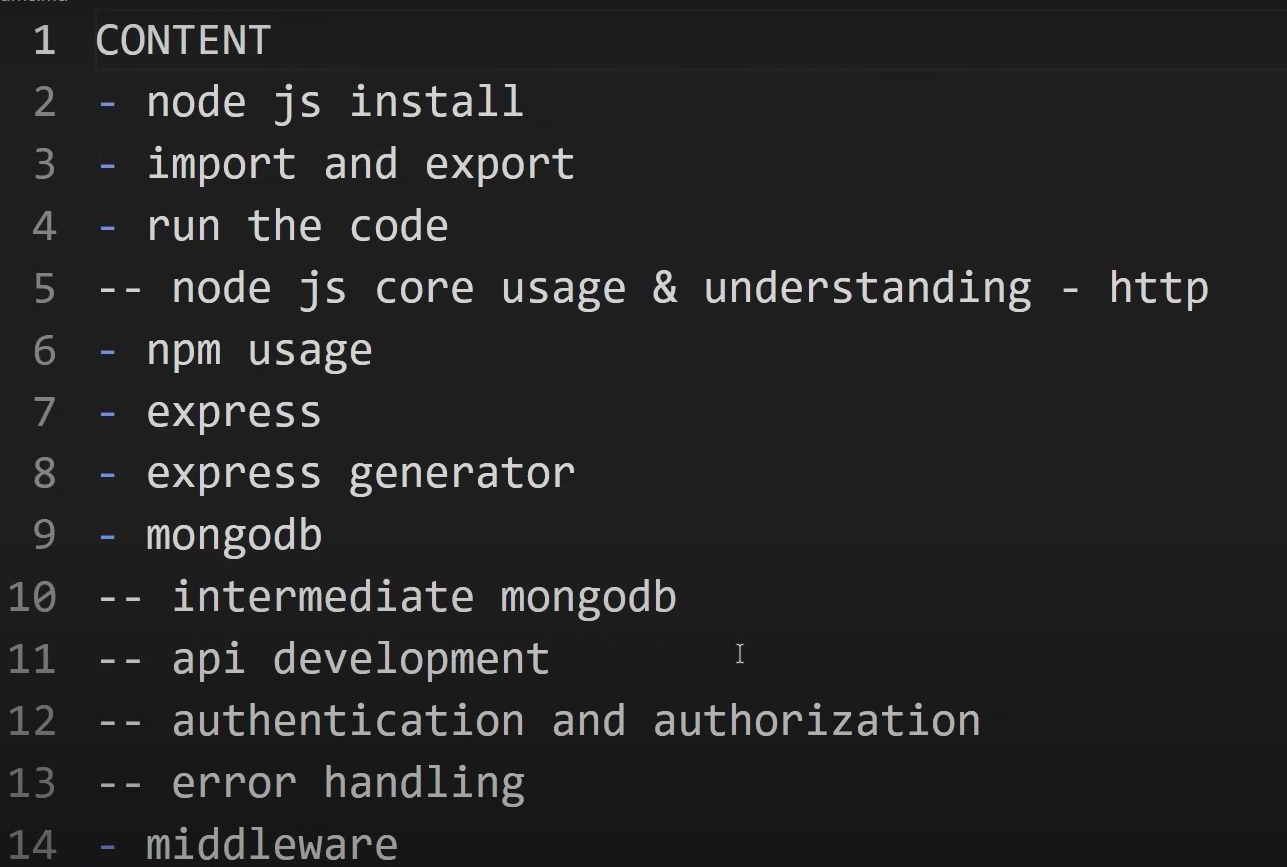 1 CONTENT
2 - node js install
3 - import and export
4 - run the code
5 -- node js core usage & understanding - http
6 - npm usage
7 - express
8 - express generator
9 - mongodb
10 -- intermediate mongodb
11 -- api development
12 -- authentication and authorization
13 -- error handling
14 - middleware